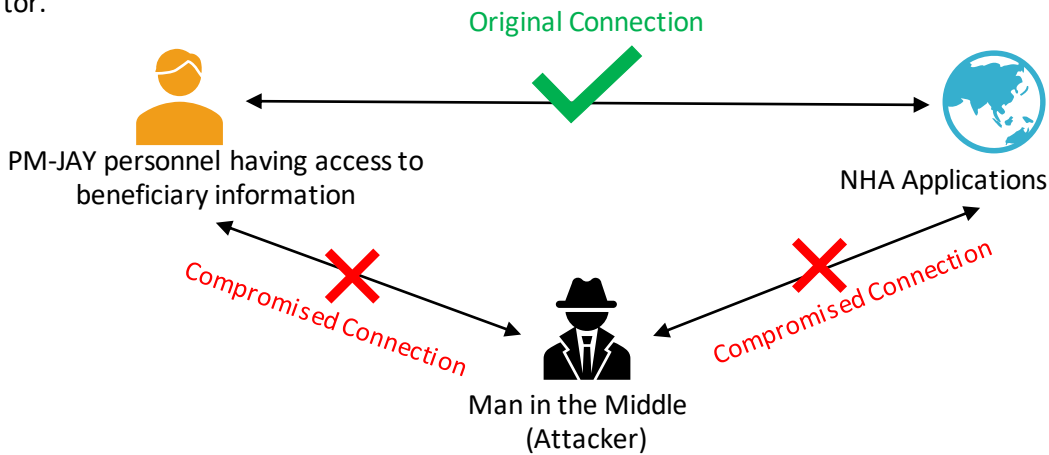 tor.
Original Connection
PM-JAY personnel having access to
beneficiary information
NHA Applications
Compromised Connection
Compromised Connection
Man in the Middle
(Attacker)